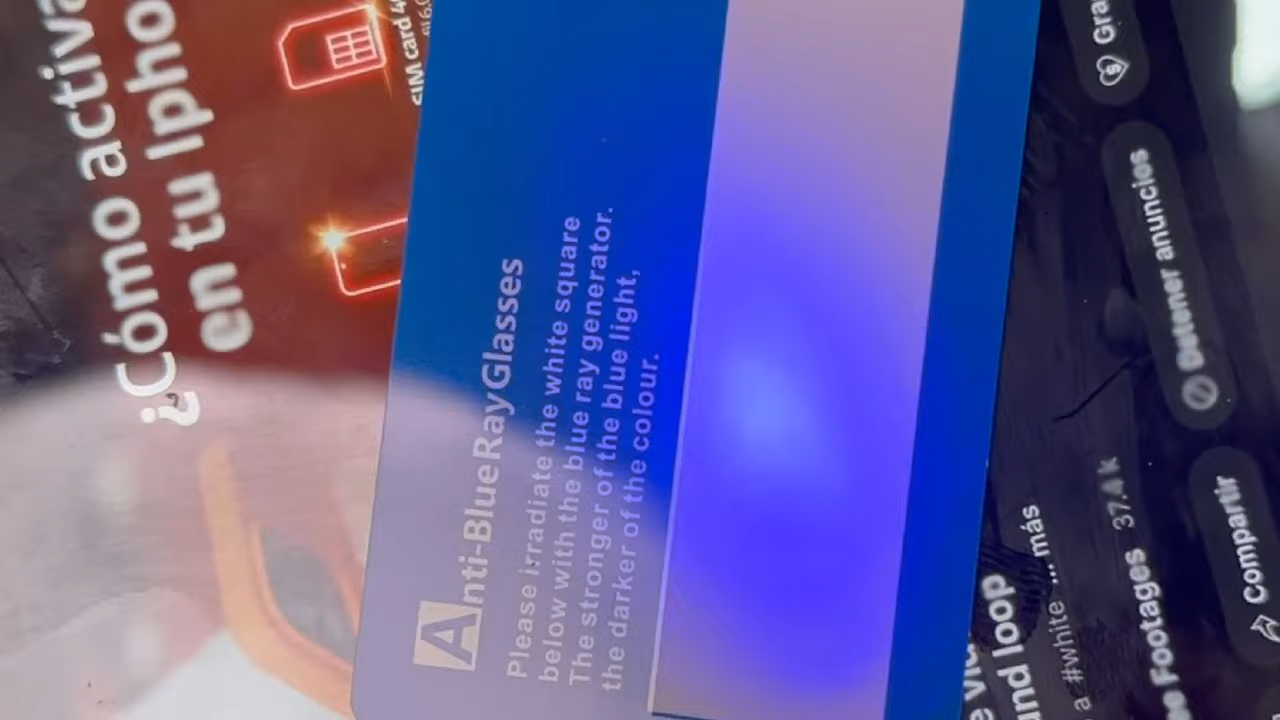 ¿Cómo activa
en tu Ipho
SIM card 4
Anti-BlueRayGlasses
Please irradiate the white square
below with the blue ray generator.
The stronger of the blue light,
the darker of the colour.
und loop
a #white ... más
Footages 37.4 k
Compartir
Detener anuncios
Gra